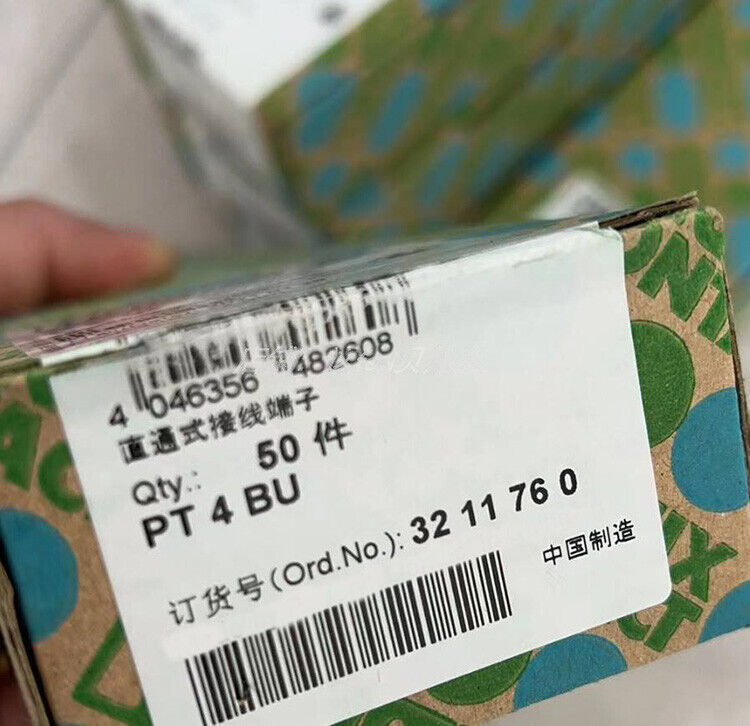 4 046356 482608
直通式接线端子
Qty.: 50 件
PT 4 BU
订货号(Ord.No.): 32 11 76 0
中国制造